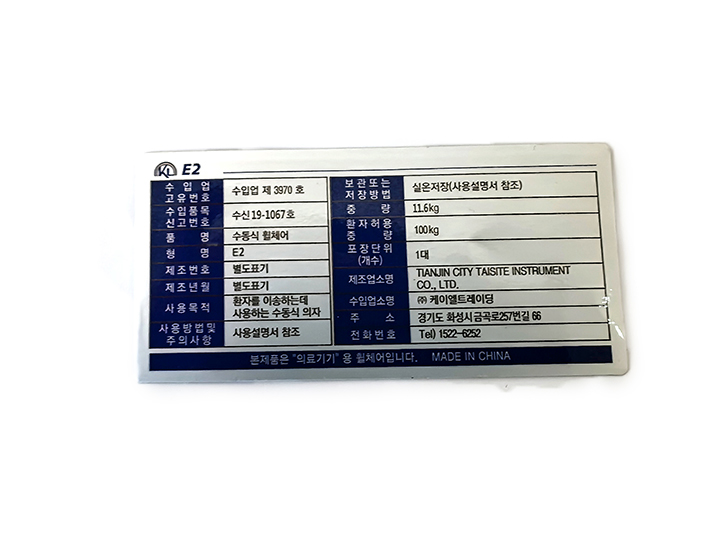 KL E2
수 입 업
고유번호
수입업 제 3970 호
수입품목
신고번호
수신 19-1067호
품 명
수동식 휠체어
형 명
E2
제조번호
별도표기
제조년월
별도표기
사용목적
환자를 이송하는데
사용하는 수동식 의자
사용방법및
주의사항
사용설명서 참조
보관또는
저장방법
실온저장(사용설명서 참조)
중 량
11.6kg
환자허용
중 량
100kg
포장단위
(개수)
1대
제조업소명
TIANJIN CITY TAISITE INSTRUMENT
CO., LTD.
수입업소명
㈜ 케이엘트레이딩
주 소
경기도 화성시 금곡로257번길 66
전화번호
Tel) 1522-6252
본제품은 "의료기기" 용 휠체어입니다. MADE IN CHINA